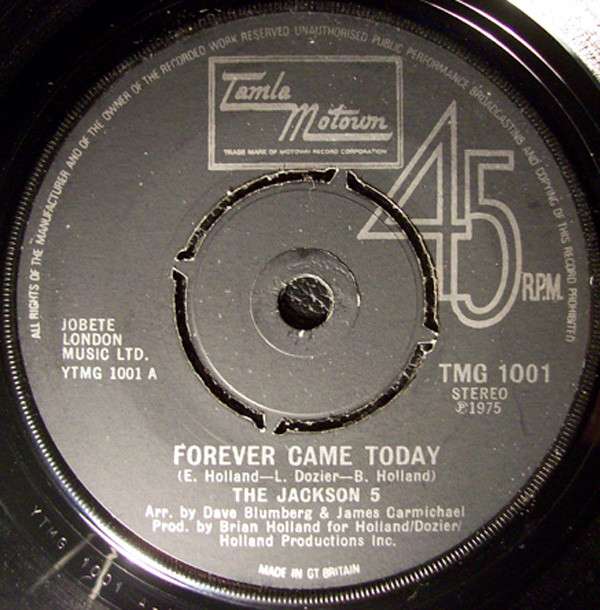 ALL RIGHTS OF THE MANUFACTURER AND OF THE OWNER OF THE RECORDED WORK RESERVED UNAUTHORISED PUBLIC PERFORMANCE BROADCASTING AND COPYING OF THIS RECORD PROHIBITED
Tamla
Motown
TRADE MARK OF MOTOWN RECORD CORPORATION
45
R.P.M.
JOBETE
LONDON
MUSIC LTD.
YTMG 1001 A
TMG 1001
STEREO
℗1975
FOREVER CAME TODAY
(E. Holland—L. Dozier—B. Holland)
THE JACKSON 5
Arr. by Dave Blumberg & James Carmichael
Prod. by Brian Holland for Holland/Dozier/
Holland Productions Inc.
MADE IN GT. BRITAIN
YTMG 1001